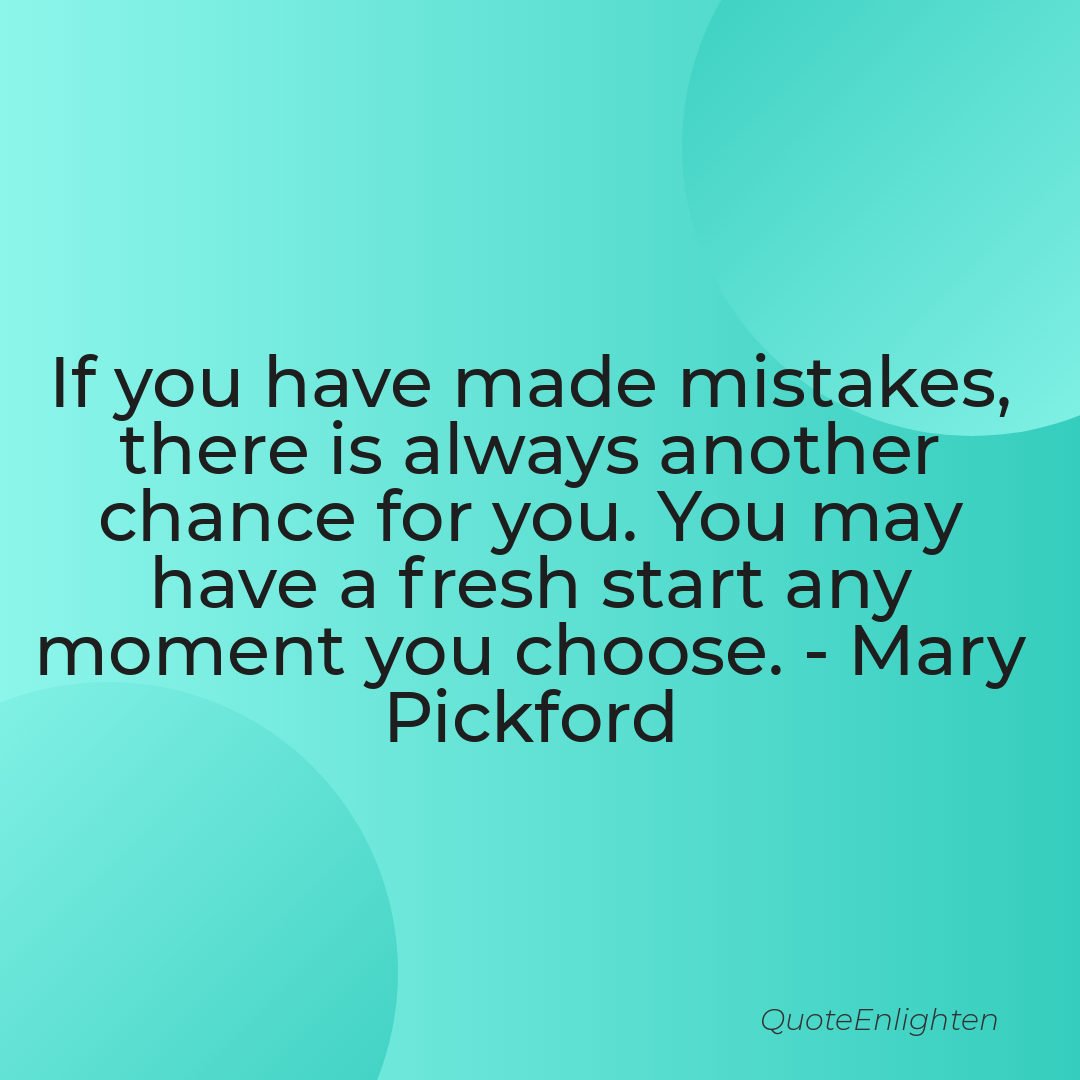 If you have made mistakes,
there is always another
chance for you. You may
have a fresh start any
moment you choose. - Mary
Pickford
QuoteEnlighten